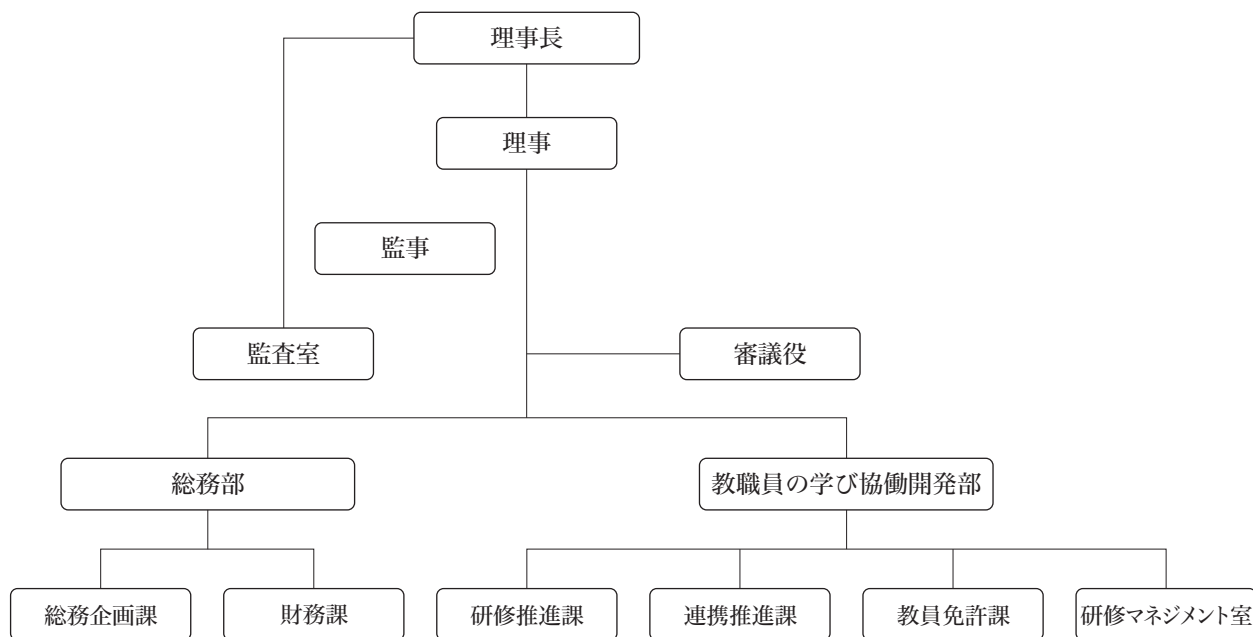 理事長
理事
監事
監査室
審議役
総務部
教職員の学び協働開発部
総務企画課
財務課
研修推進課
連携推進課
教員免許課
研修マネジメント室